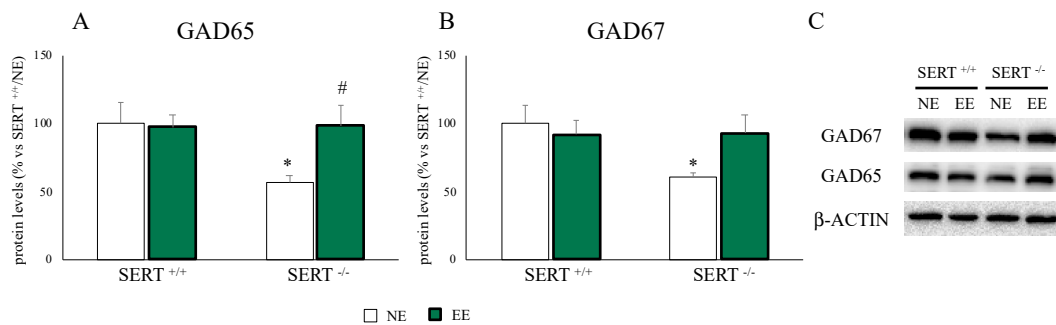 A
GAD65
protein levels (% vs SERT +/+/NE)
150
100
50
0
*
#
SERT +/+
SERT -/-
B
GAD67
protein levels (% vs SERT +/+/NE)
150
100
50
0
*
SERT +/+
SERT -/-
NE
EE
C
SERT +/+ SERT -/-
NE EE NE EE
GAD67
GAD65
β-ACTIN